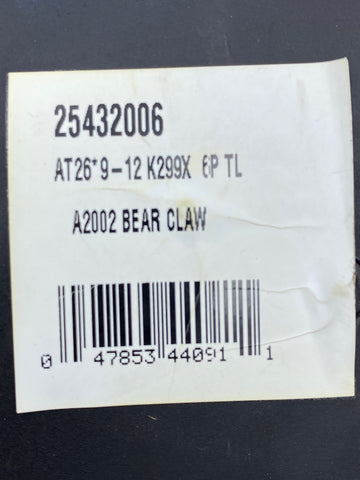 25432006
AT26*9-12 K299X 6P TL
A2002 BEAR CLAW
0 47853 44091 1